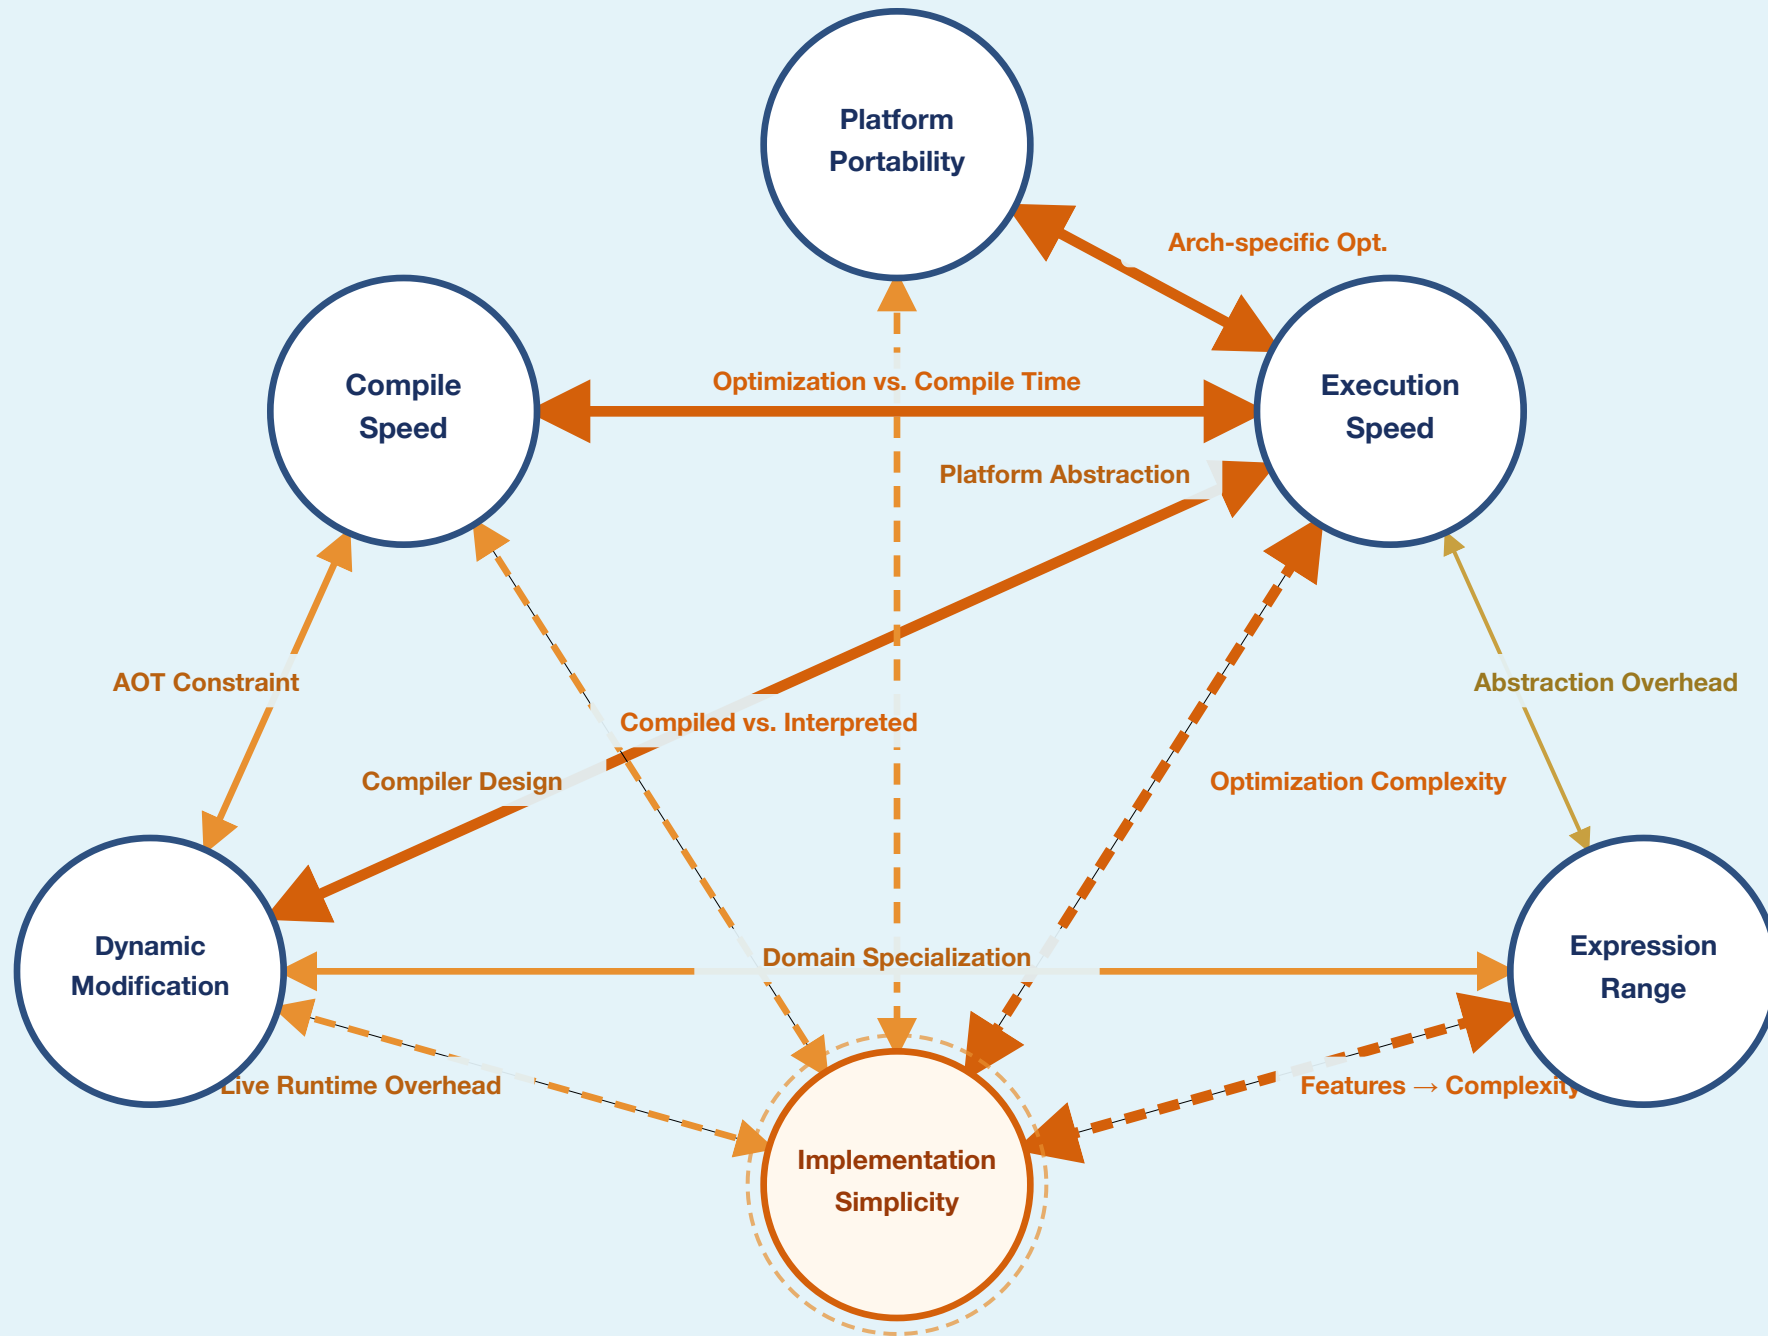 Platform
Portability
Arch-specific Opt.
Compile
Speed
Optimization vs. Compile Time
Execution
Speed
Platform Abstraction
AOT Constraint
Abstraction Overhead
Compiled vs. Interpreted
Compiler Design
Optimization Complexity
Dynamic
Modification
Domain Specialization
Expression
Range
Live Runtime Overhead
Features → Complexity
Implementation
Simplicity